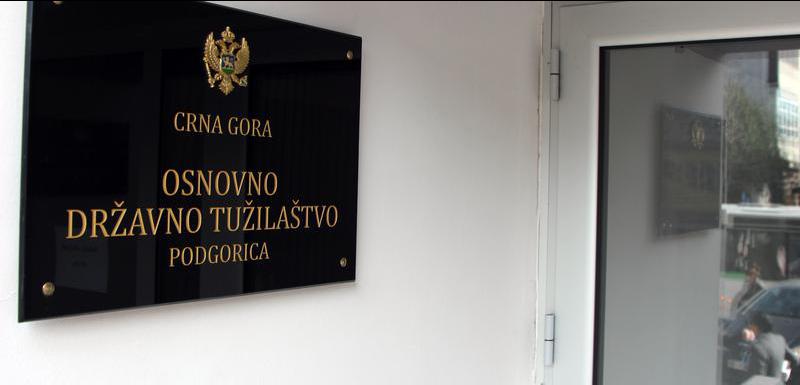 CRNA GORA
OSNOVNO
DRŽAVNO TUŽILAŠTVO
PODGORICA